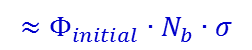 ≈ Φ_initial · N_b · σ